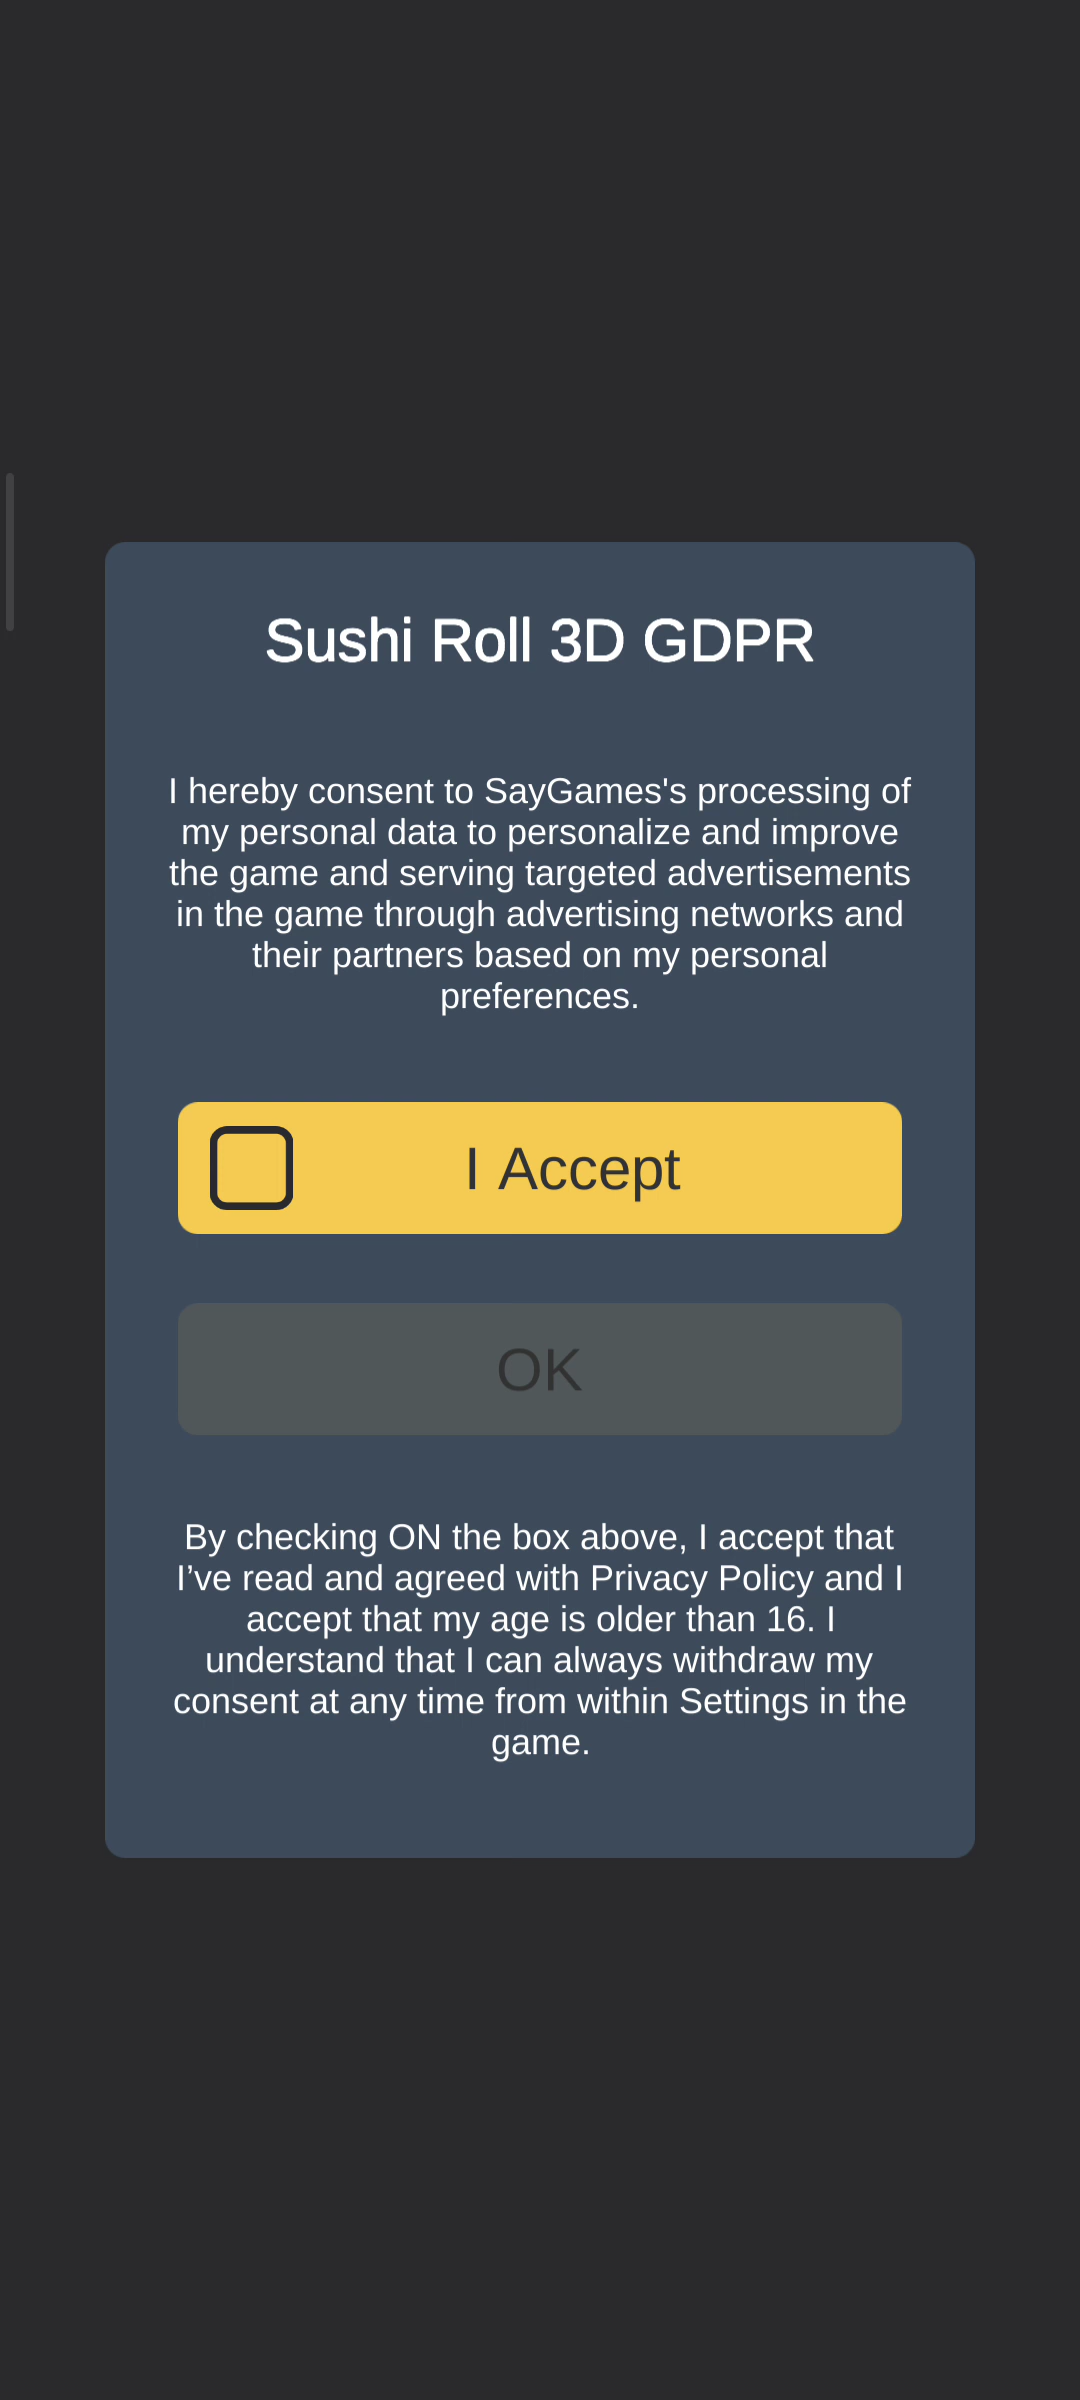 Sushi Roll 3D GDPR
I hereby consent to SayGames's processing of
my personal data to personalize and improve
the game and serving targeted advertisements
in the game through advertising networks and
their partners based on my personal
preferences.
I Accept
OK
By checking ON the box above, I accept that
I’ve read and agreed with Privacy Policy and I
accept that my age is older than 16. I
understand that I can always withdraw my
consent at any time from within Settings in the
game.